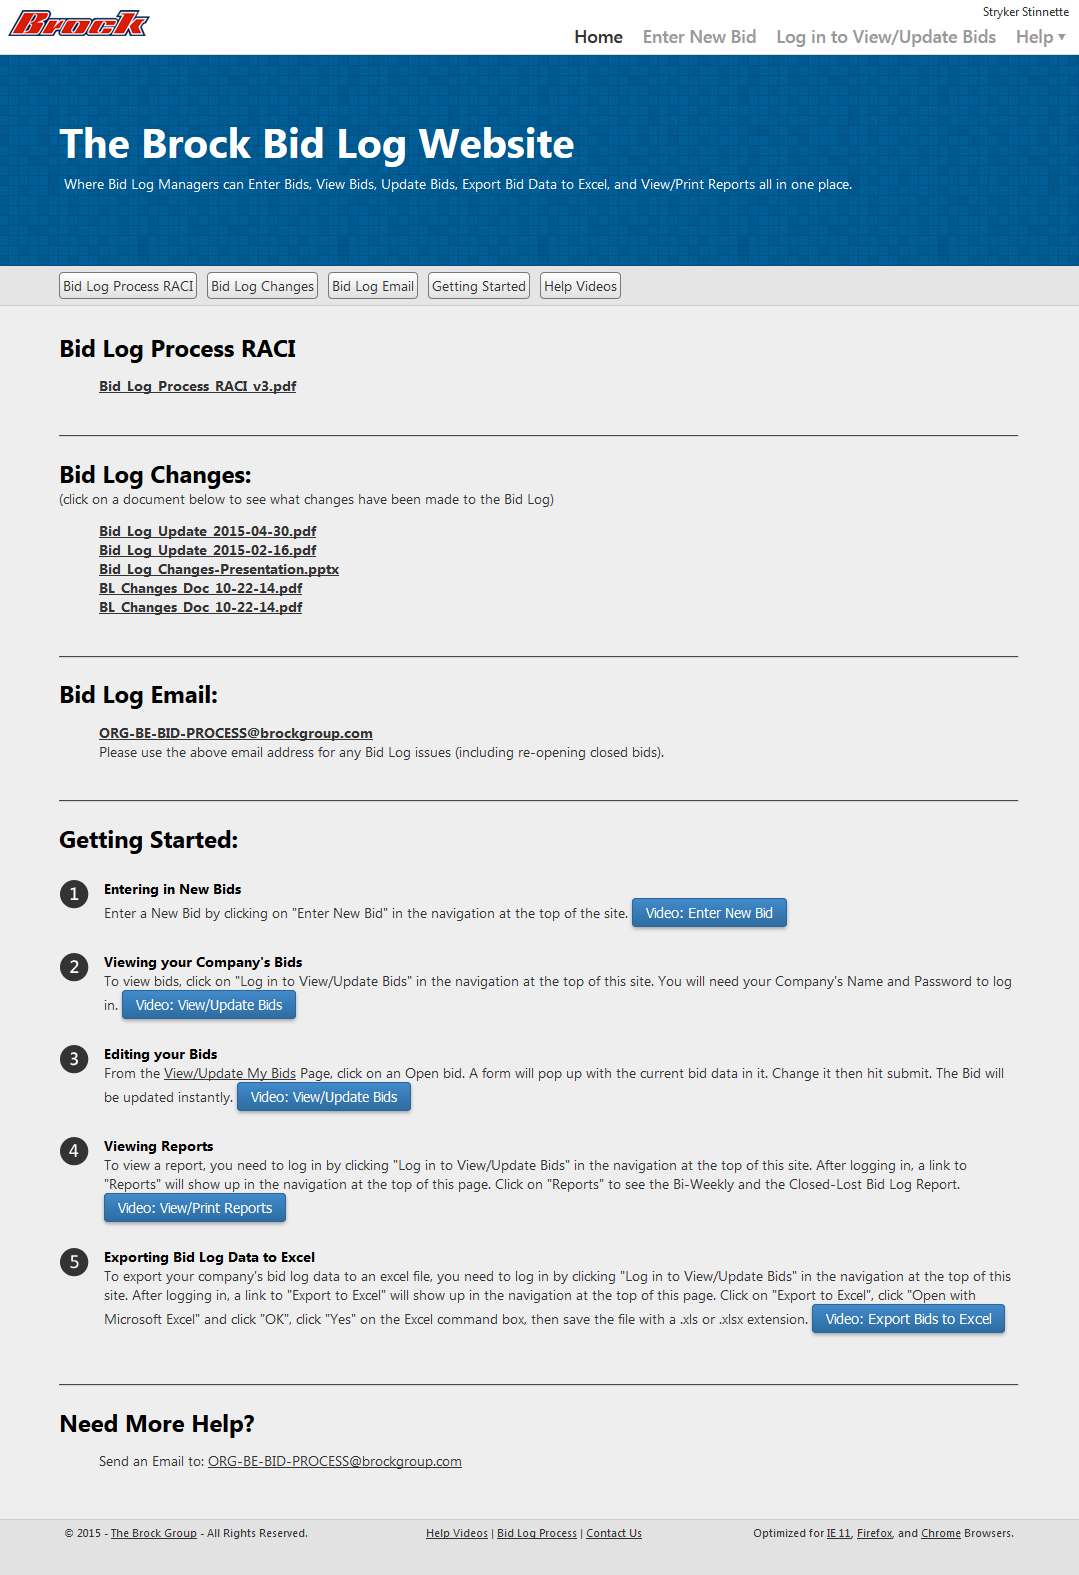 Brock
Stryker Stinnette
Home Enter New Bid Log in to View/Update Bids Help ▾
The Brock Bid Log Website
Where Bid Log Managers can Enter Bids, View Bids, Update Bids, Export Bid Data to Excel, and View/Print Reports all in one place.
Bid Log Process RACI Bid Log Changes Bid Log Email Getting Started Help Videos
Bid Log Process RACI
Bid_Log_Process_RACI_v3.pdf
Bid Log Changes:
(click on a document below to see what changes have been made to the Bid Log)
Bid_Log_Update_2015-04-30.pdf
Bid_Log_Update_2015-02-16.pdf
Bid_Log_Changes-Presentation.pptx
BL_Changes_Doc_10-22-14.pdf
BL_Changes_Doc_10-22-14.pdf
Bid Log Email:
ORG-BE-BID-PROCESS@brockgroup.com
Please use the above email address for any Bid Log issues (including re-opening closed bids).
Getting Started:
1 Entering in New Bids
Enter a New Bid by clicking on "Enter New Bid" in the navigation at the top of the site. Video: Enter New Bid
2 Viewing your Company's Bids
To view bids, click on "Log in to View/Update Bids" in the navigation at the top of this site. You will need your Company's Name and Password to log
in. Video: View/Update Bids
3 Editing your Bids
From the View/Update My Bids Page, click on an Open bid. A form will pop up with the current bid data in it. Change it then hit submit. The Bid will
be updated instantly. Video: View/Update Bids
4 Viewing Reports
To view a report, you need to log in by clicking "Log in to View/Update Bids" in the navigation at the top of this site. After logging in, a link to
"Reports" will show up in the navigation at the top of this page. Click on "Reports" to see the Bi-Weekly and the Closed-Lost Bid Log Report.
Video: View/Print Reports
5 Exporting Bid Log Data to Excel
To export your company's bid log data to an excel file, you need to log in by clicking "Log in to View/Update Bids" in the navigation at the top of this
site. After logging in, a link to "Export to Excel" will show up in the navigation at the top of this page. Click on "Export to Excel", click "Open with
Microsoft Excel" and click "OK", click "Yes" on the Excel command box, then save the file with a .xls or .xlsx extension. Video: Export Bids to Excel
Need More Help?
Send an Email to: ORG-BE-BID-PROCESS@brockgroup.com
© 2015 - The Brock Group - All Rights Reserved. Help Videos | Bid Log Process | Contact Us Optimized for IE 11, Firefox, and Chrome Browsers.